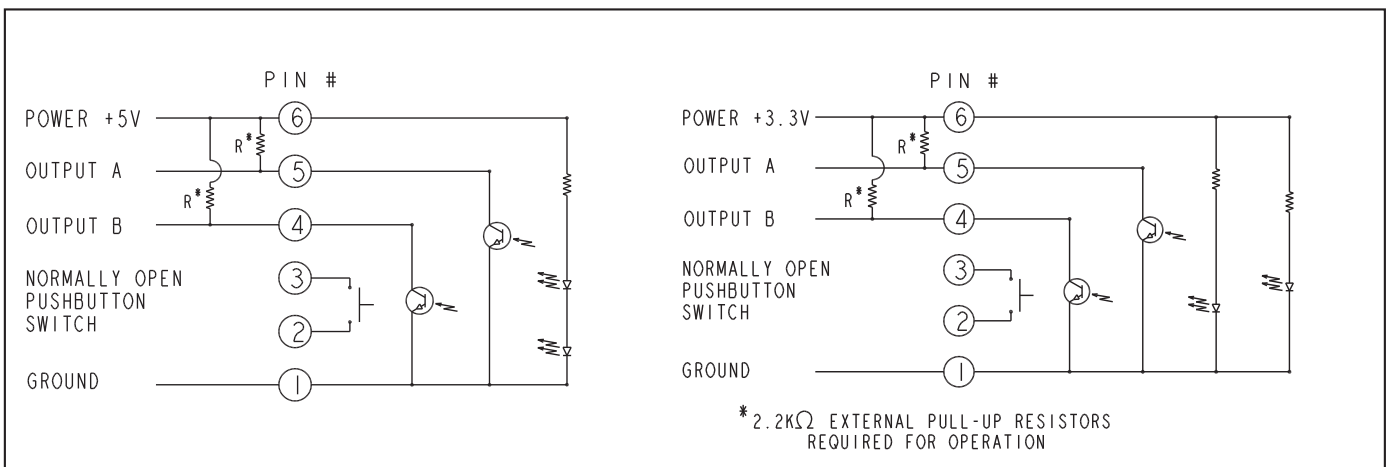 PIN #
POWER +5V
6
R*
OUTPUT A
5
R*
OUTPUT B
4
NORMALLY OPEN
PUSHBUTTON
SWITCH
3
2
GROUND
1
PIN #
POWER +3.3V
6
R*
OUTPUT A
5
R*
OUTPUT B
4
NORMALLY OPEN
PUSHBUTTON
SWITCH
3
2
GROUND
1
* 2.2KΩ EXTERNAL PULL-UP RESISTORS
REQUIRED FOR OPERATION